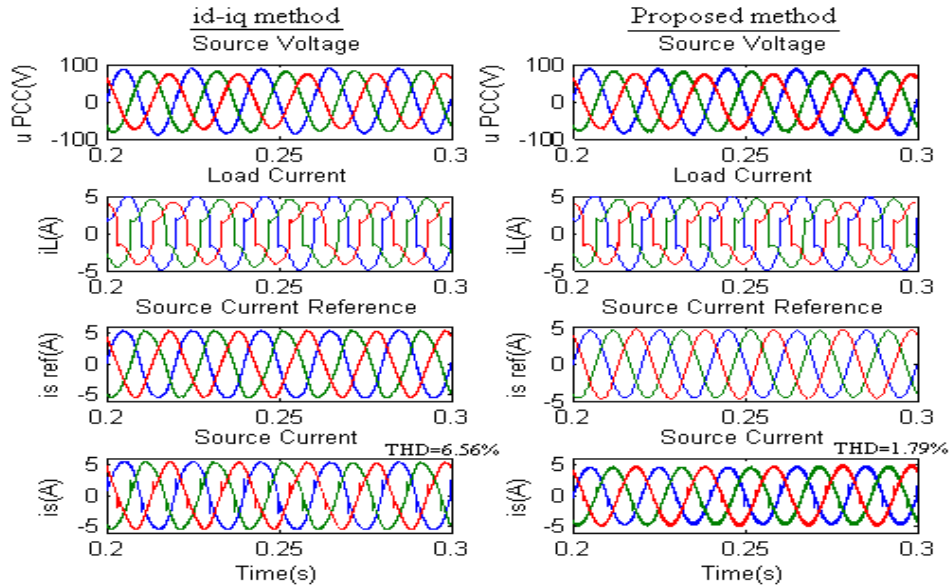 id-iq method
Source Voltage
u PCC(V)
100
0
-100
0.2
0.25
0.3
Load Current
iL(A)
5
0
-5
0.2
0.25
0.3
Source Current Reference
is ref(A)
5
0
-5
0.2
0.25
0.3
Source Current
THD=6.56%
is(A)
5
0
-5
0.2
0.25
0.3
Time(s)
Proposed method
Source Voltage
u PCC(V)
100
0
-100
0.2
0.25
0.3
Load Current
iL(A)
5
0
-5
0.2
0.25
0.3
Source Current Reference
is ref(A)
5
0
-5
0.2
0.25
0.3
Source Current
THD=1.79%
is(A)
5
0
-5
0.2
0.25
0.3
Time(s)